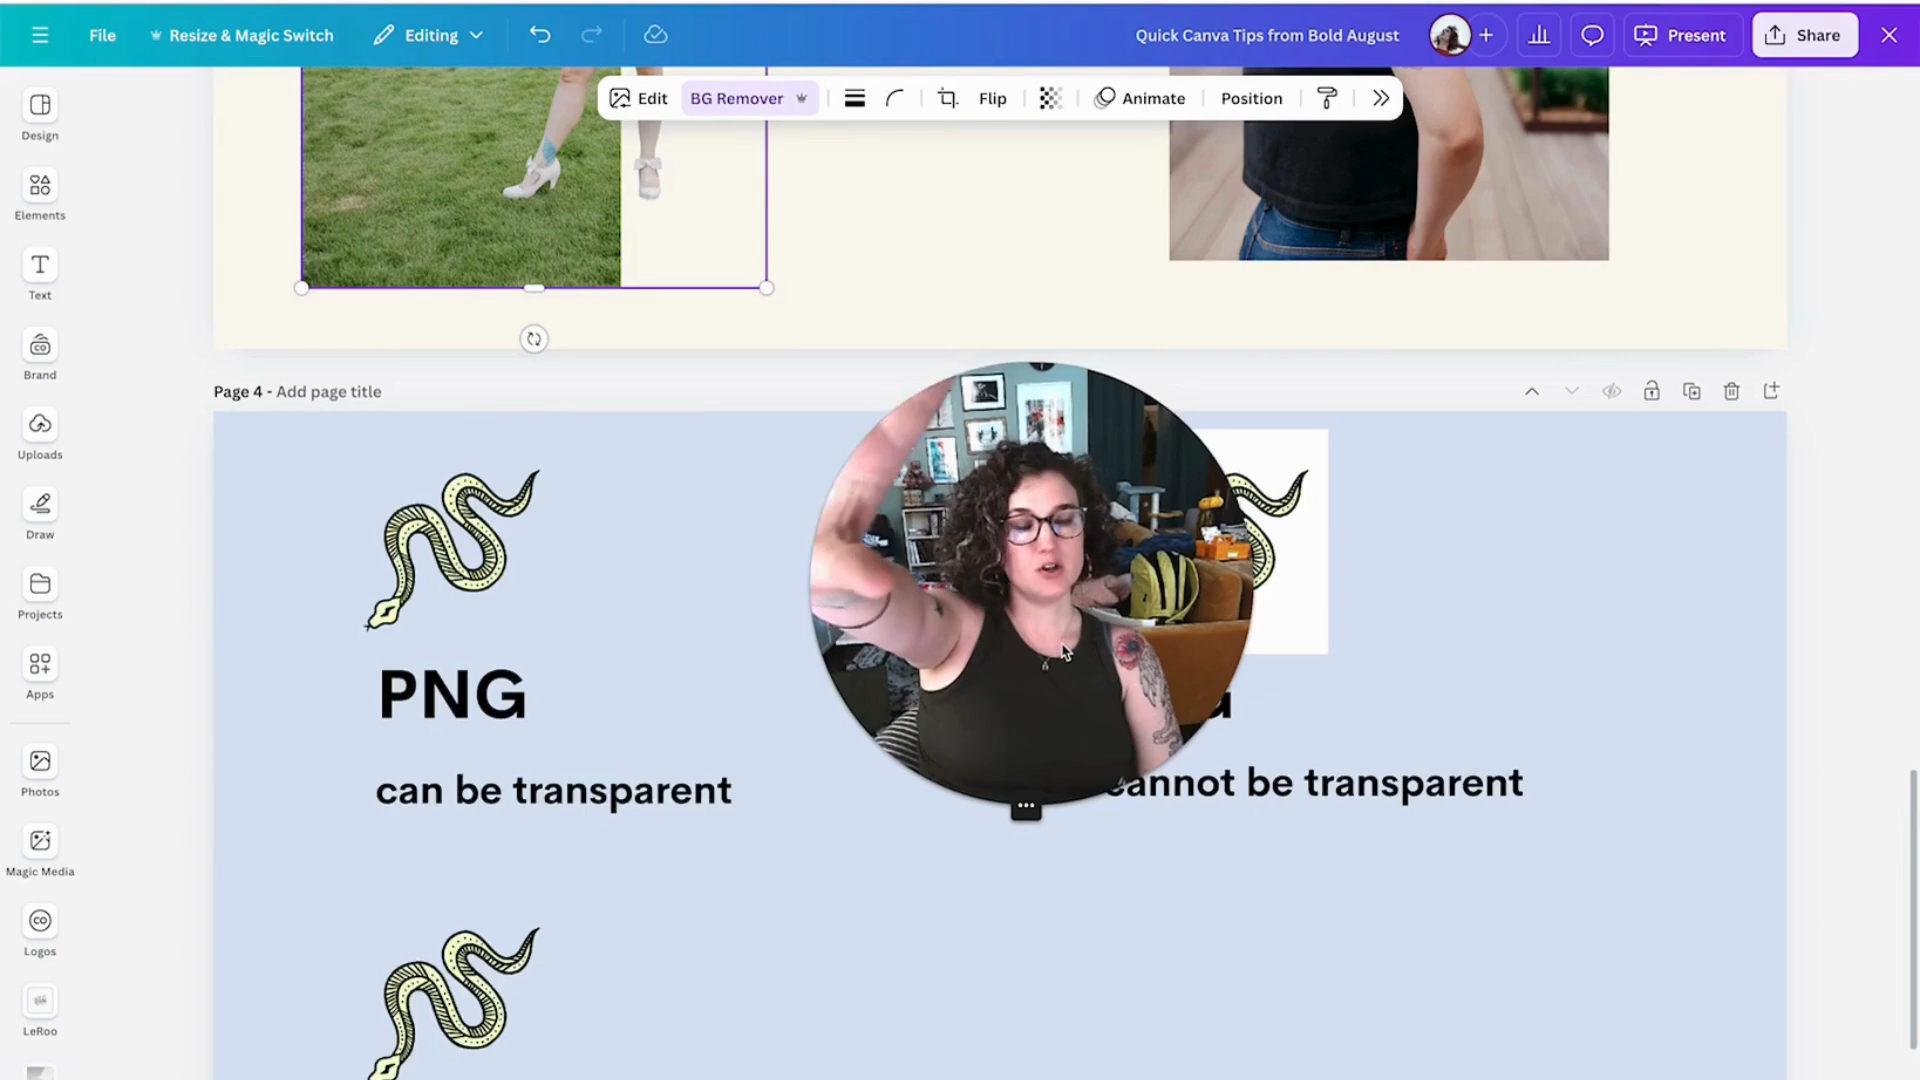 File
Resize & Magic Switch
Editing
Quick Canva Tips from Bold August
Present
Share
Edit
BG Remover
Flip
Animate
Position
Design
Elements
Text
Brand
Uploads
Draw
Projects
Apps
Photos
Magic Media
Logos
LeRoo
Page 4 - Add page title
PNG
can be transparent
cannot be transparent